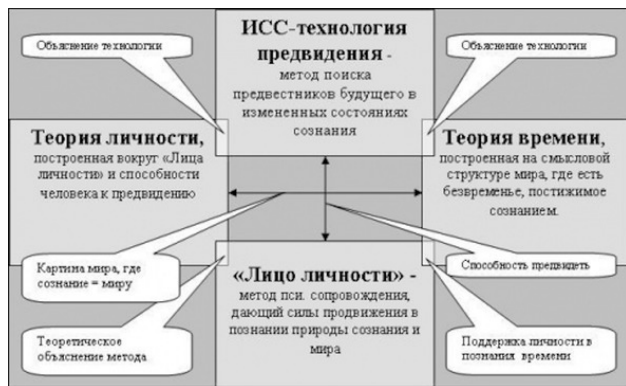 ИСС-технология
предвидения -
метод поиска
предвестников будущего в
измененных состояниях
сознания
Объяснение технологии
Объяснение технологии
Теория личности,
построенная вокруг «Лица
личности» и способности
человека к предвидению
Теория времени,
построенная на смысловой
структуре мира, где есть
безвременье, постижимое
сознанием.
Картина мира, где
сознание = миру
Способность предвидеть
«Лицо личности» -
метод пси. сопровождения,
дающий силы продвижения в
познании природы сознания и
мира
Теоретическое
объяснение метода
Поддержка личности в
познания времени